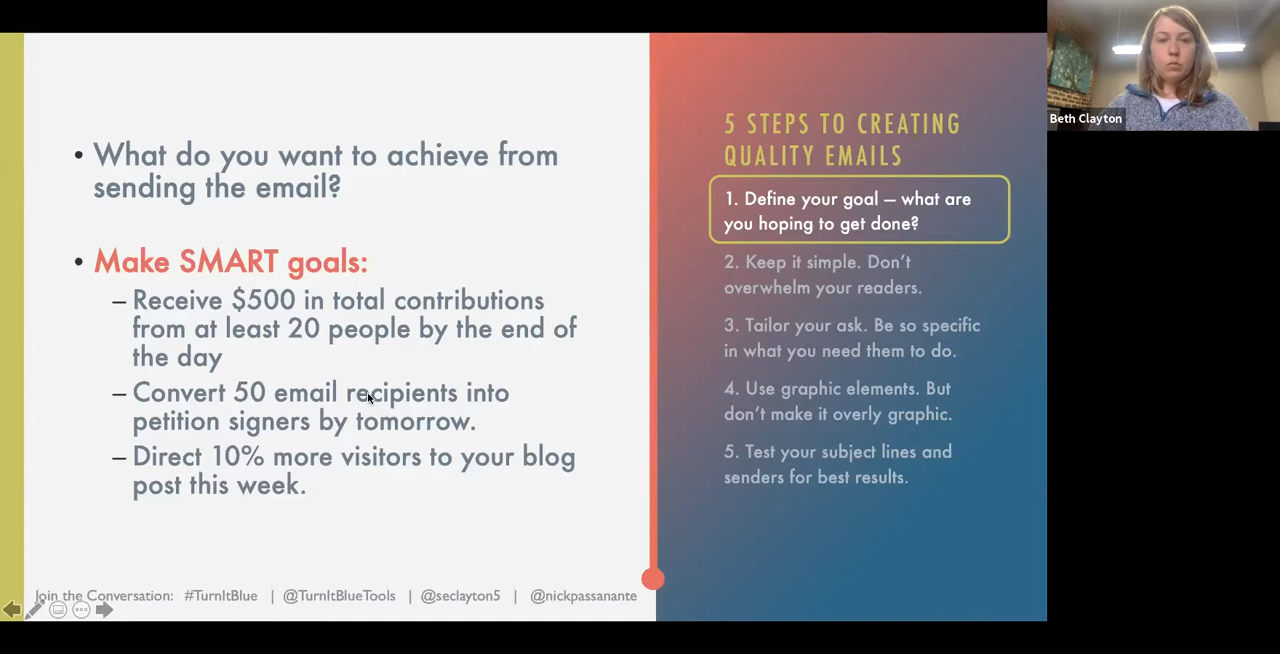 • What do you want to achieve from
sending the email?
• Make SMART goals:
– Receive $500 in total contributions
from at least 20 people by the end of
the day
– Convert 50 email recipients into
petition signers by tomorrow.
– Direct 10% more visitors to your blog
post this week.
Join the Conversation: #TurnItBlue | @TurnItBlueTools | @seclayton5 | @nickpassanante
5 STEPS TO CREATING
QUALITY EMAILS
1. Define your goal – what are
you hoping to get done?
2. Keep it simple. Don't
overwhelm your readers.
3. Tailor your ask. Be so specific
in what you need them to do.
4. Use graphic elements. But
don't make it overly graphic.
5. Test your subject lines and
senders for best results.
Beth Clayton